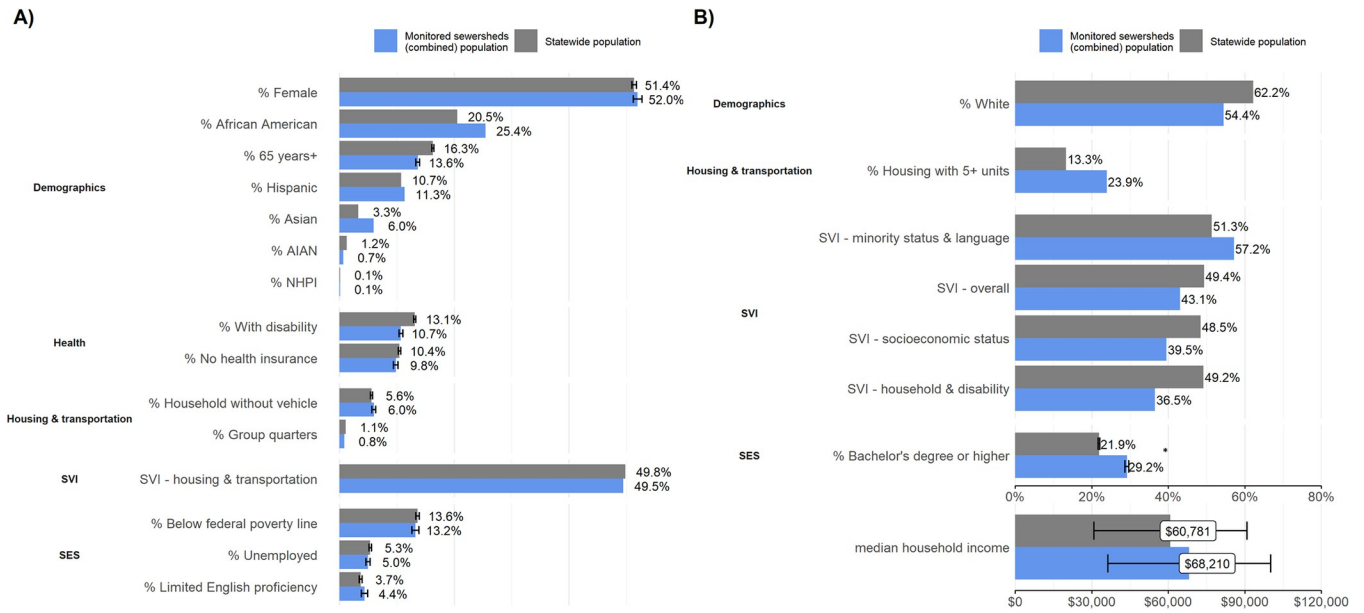 A)
Monitored sewersheds
(combined) population
Statewide population
Demographics
% Female
51.4%
52.0%
% African American
20.5%
25.4%
% 65 years+
16.3%
13.6%
% Hispanic
10.7%
11.3%
% Asian
3.3%
6.0%
% AIAN
1.2%
0.7%
% NHPI
0.1%
0.1%
Health
% With disability
13.1%
10.7%
% No health insurance
10.4%
9.8%
Housing & transportation
% Household without vehicle
5.6%
6.0%
% Group quarters
1.1%
0.8%
SVI
SVI - housing & transportation
49.8%
49.5%
SES
% Below federal poverty line
13.6%
13.2%
% Unemployed
5.3%
5.0%
% Limited English proficiency
3.7%
4.4%
B)
Monitored sewersheds
(combined) population
Statewide population
Demographics
% White
62.2%
54.4%
Housing & transportation
% Housing with 5+ units
13.3%
23.9%
SVI
SVI - minority status & language
51.3%
57.2%
SVI - overall
49.4%
43.1%
SVI - socioeconomic status
48.5%
39.5%
SVI - household & disability
49.2%
36.5%
SES
% Bachelor's degree or higher
21.9%
29.2%
*
0% 20% 40% 60% 80%
median household income
$60,781
$68,210
$0 $30,000 $60,000 $90,000 $120,000